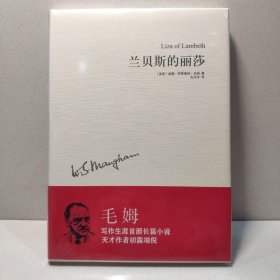 Liza of Lambeth
兰贝斯的丽莎
W.S. Maugham
毛姆
写作生涯首部长篇小说
天才作者初露端倪